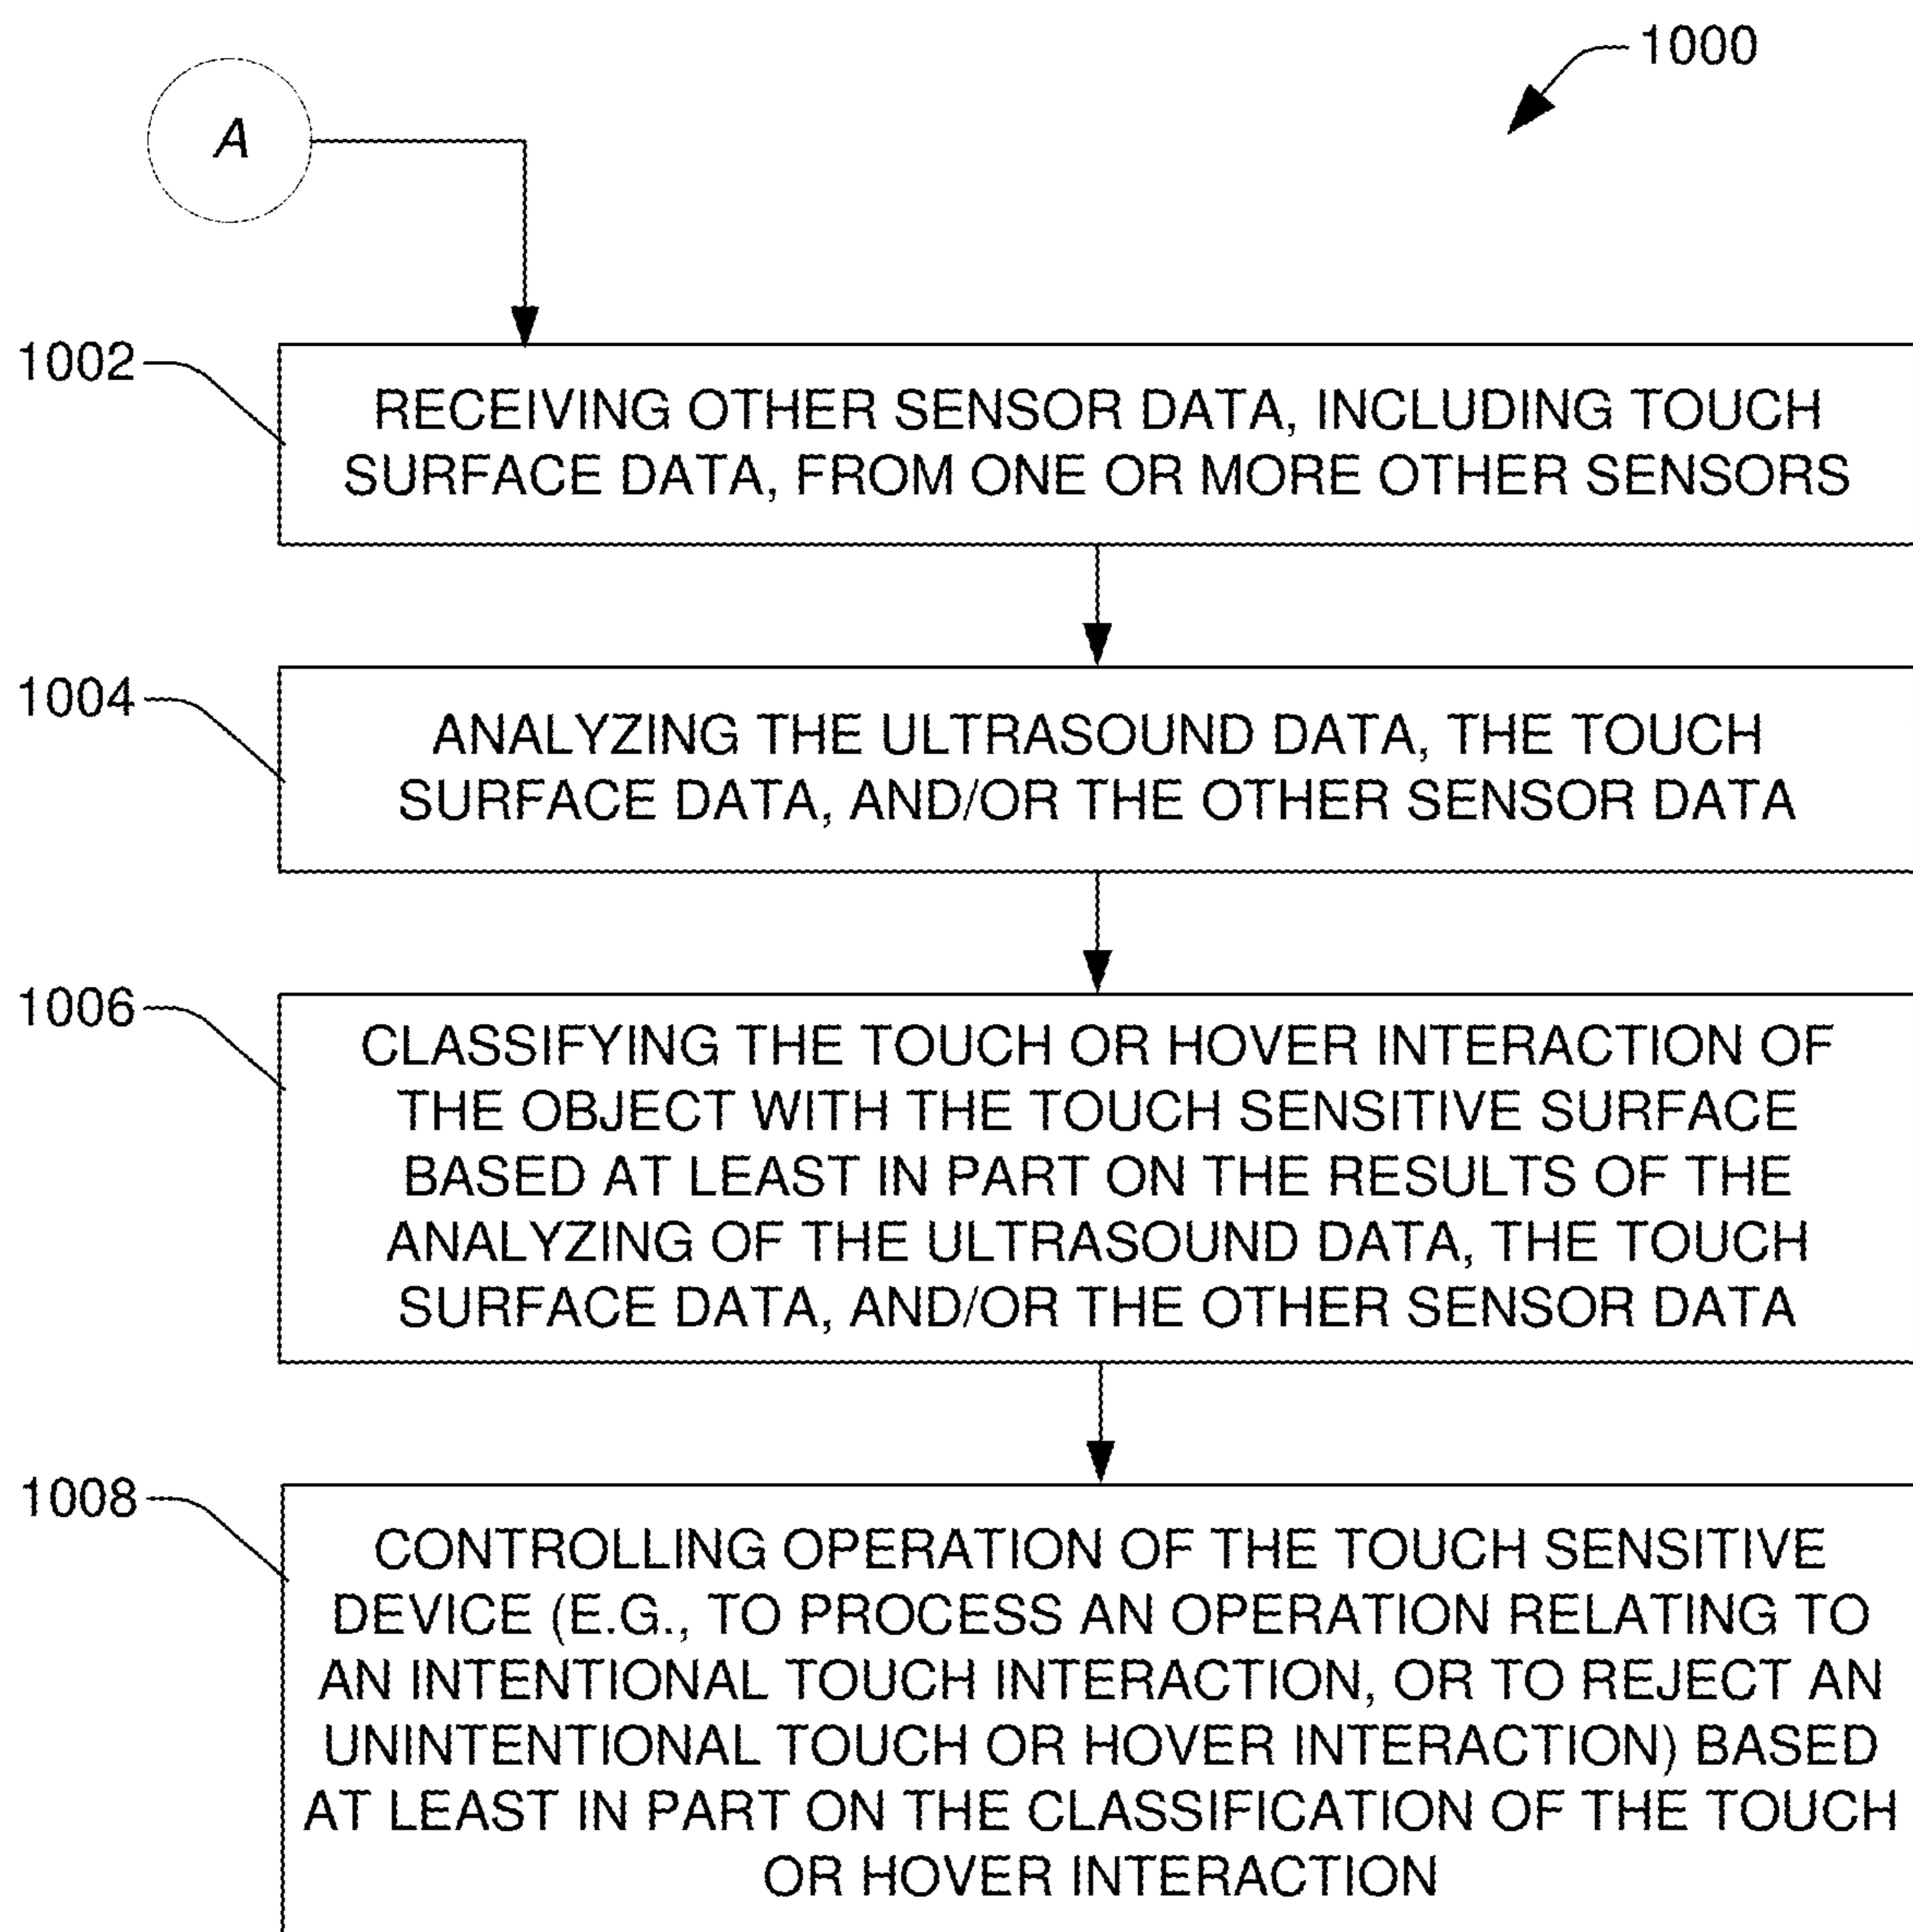 1000
A
1002
RECEIVING OTHER SENSOR DATA, INCLUDING TOUCH
SURFACE DATA, FROM ONE OR MORE OTHER SENSORS
1004
ANALYZING THE ULTRASOUND DATA, THE TOUCH
SURFACE DATA, AND/OR THE OTHER SENSOR DATA
1006
CLASSIFYING THE TOUCH OR HOVER INTERACTION OF
THE OBJECT WITH THE TOUCH SENSITIVE SURFACE
BASED AT LEAST IN PART ON THE RESULTS OF THE
ANALYZING OF THE ULTRASOUND DATA, THE TOUCH
SURFACE DATA, AND/OR THE OTHER SENSOR DATA
1008
CONTROLLING OPERATION OF THE TOUCH SENSITIVE
DEVICE (E.G., TO PROCESS AN OPERATION RELATING TO
AN INTENTIONAL TOUCH INTERACTION, OR TO REJECT AN
UNINTENTIONAL TOUCH OR HOVER INTERACTION) BASED
AT LEAST IN PART ON THE CLASSIFICATION OF THE TOUCH
OR HOVER INTERACTION